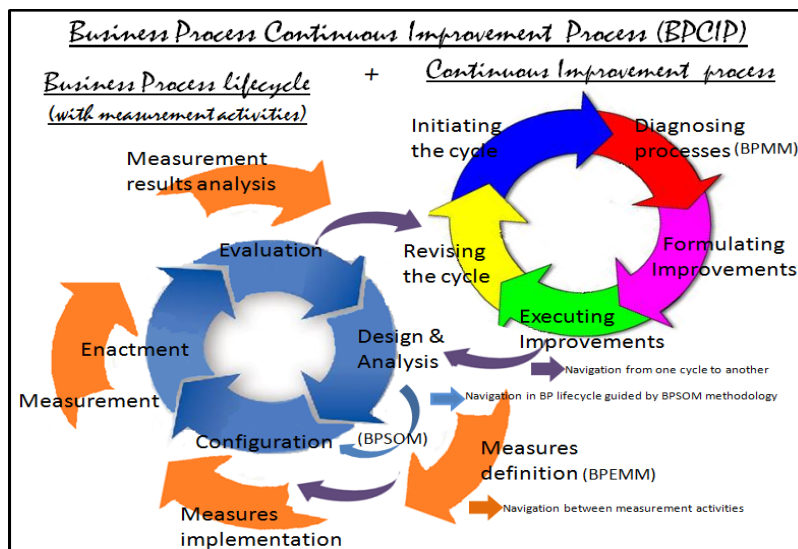 Business Process Continuous Improvement Process (BPCIP)
Business Process lifecycle
(with measurement activities)
+
Continuous Improvement process
Initiating
the cycle
Diagnosing
processes (BPMM)
Measurement
results analysis
Evaluation
Revising
the cycle
Formulating
Improvements
Executing
Improvements
Enactment
Design &
Analysis
Navigation from one cycle to another
Measurement
Navigation in BP lifecycle guided by BPSOM methodology
Configuration
(BPSOM)
Measures
definition (BPEMM)
Measures
implementation
Navigation between measurement activities